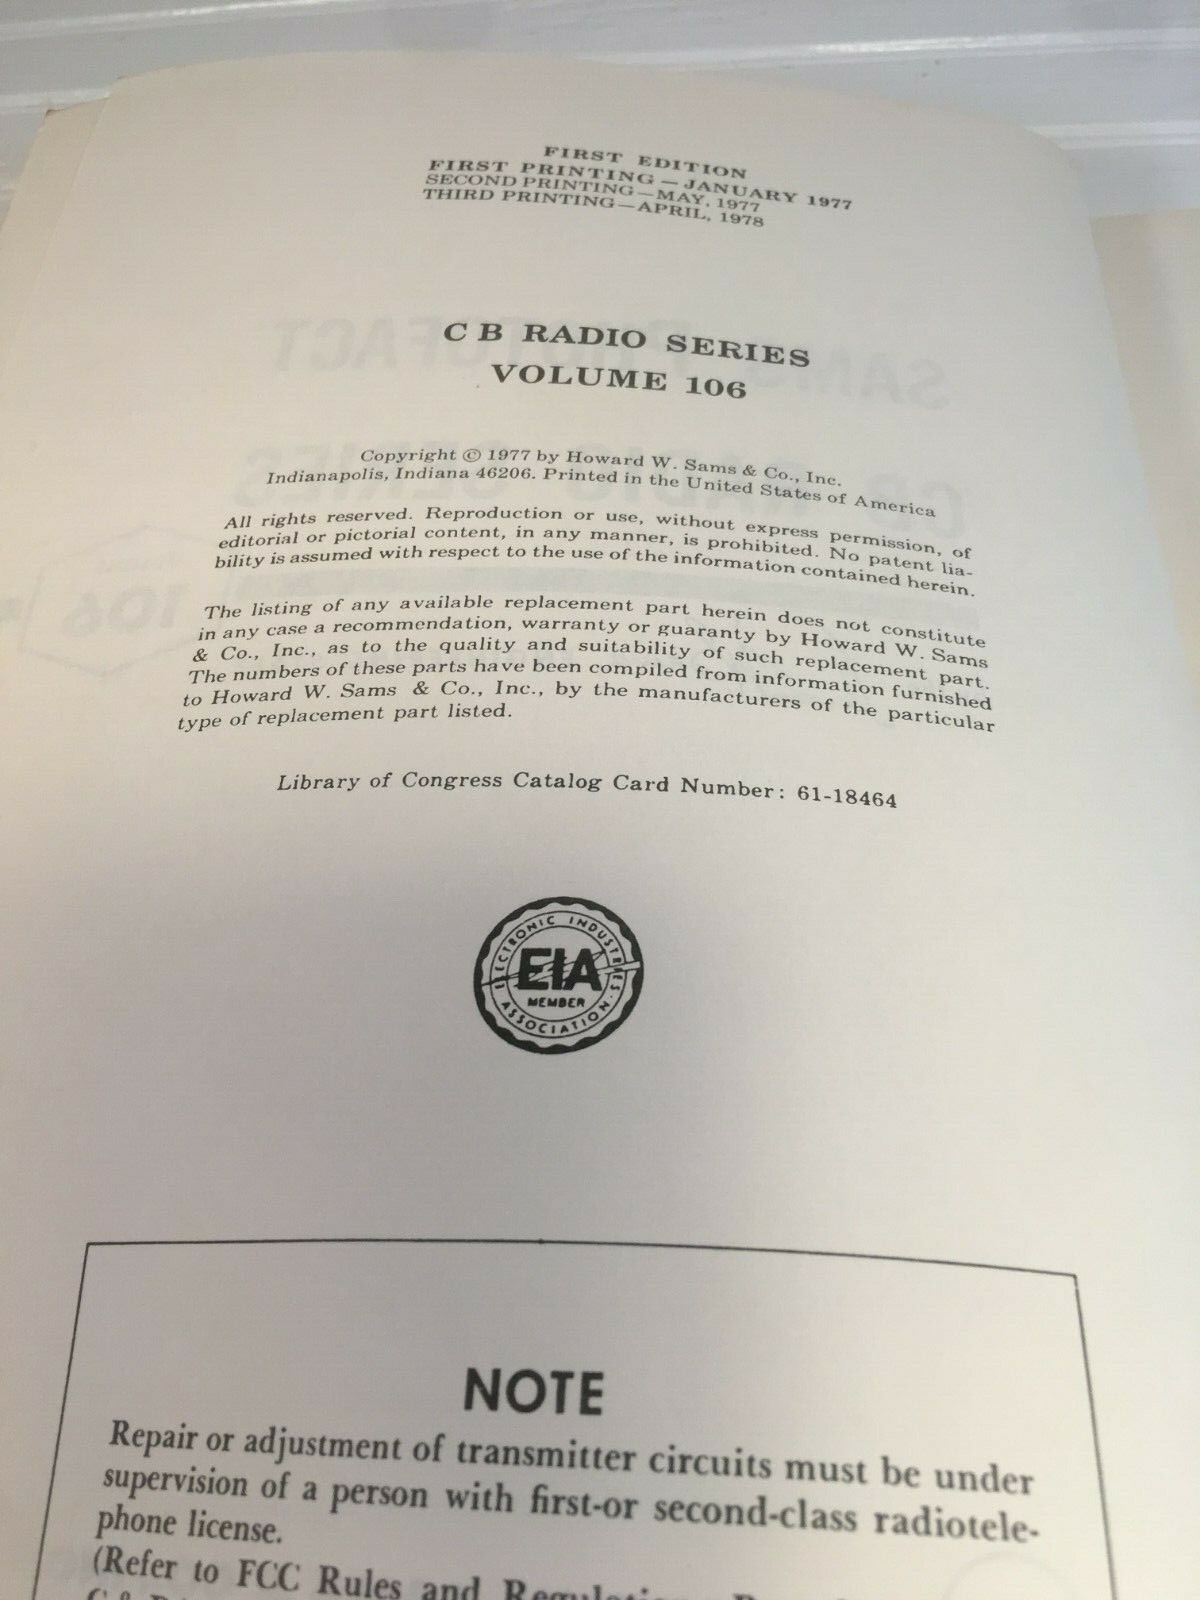 FIRST EDITION
FIRST PRINTING — JANUARY 1977
SECOND PRINTING—MAY, 1977
THIRD PRINTING—APRIL, 1978
C B RADIO SERIES
VOLUME 106
Copyright © 1977 by Howard W. Sams & Co., Inc.
Indianapolis, Indiana 46206. Printed in the United States of America
All rights reserved. Reproduction or use, without express permission, of
editorial or pictorial content, in any manner, is prohibited. No patent lia-
bility is assumed with respect to the use of the information contained herein.
The listing of any available replacement part herein does not constitute
in any case a recommendation, warranty or guaranty by Howard W. Sams
& Co., Inc., as to the quality and suitability of such replacement part.
The numbers of these parts have been compiled from information furnished
to Howard W. Sams & Co., Inc., by the manufacturers of the particular
type of replacement part listed.
Library of Congress Catalog Card Number: 61-18464
ELECTRONIC INDUSTRIES
EIA
MEMBER
ASSOCIATION
NOTE
Repair or adjustment of transmitter circuits must be under
supervision of a person with first-or second-class radiotele-
phone license.
(Refer to FCC Rules and